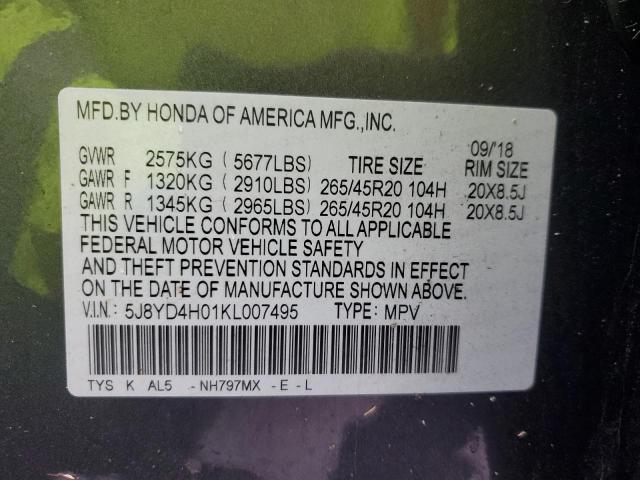 MFD.BY HONDA OF AMERICA MFG.,INC.
09/'18
GVWR 2575KG (5677LBS) TIRE SIZE RIM SIZE
GAWR F 1320KG (2910LBS) 265/45R20 104H 20X8.5J
GAWR R 1345KG (2965LBS) 265/45R20 104H 20X8.5J
THIS VEHICLE CONFORMS TO ALL APPLICABLE
FEDERAL MOTOR VEHICLE SAFETY
AND THEFT PREVENTION STANDARDS IN EFFECT
ON THE DATE OF MANUFACTURE SHOWN ABOVE.
V.I.N.: 5J8YD4H01KL007495 TYPE: MPV
TYS K AL5 -NH797MX -E-L